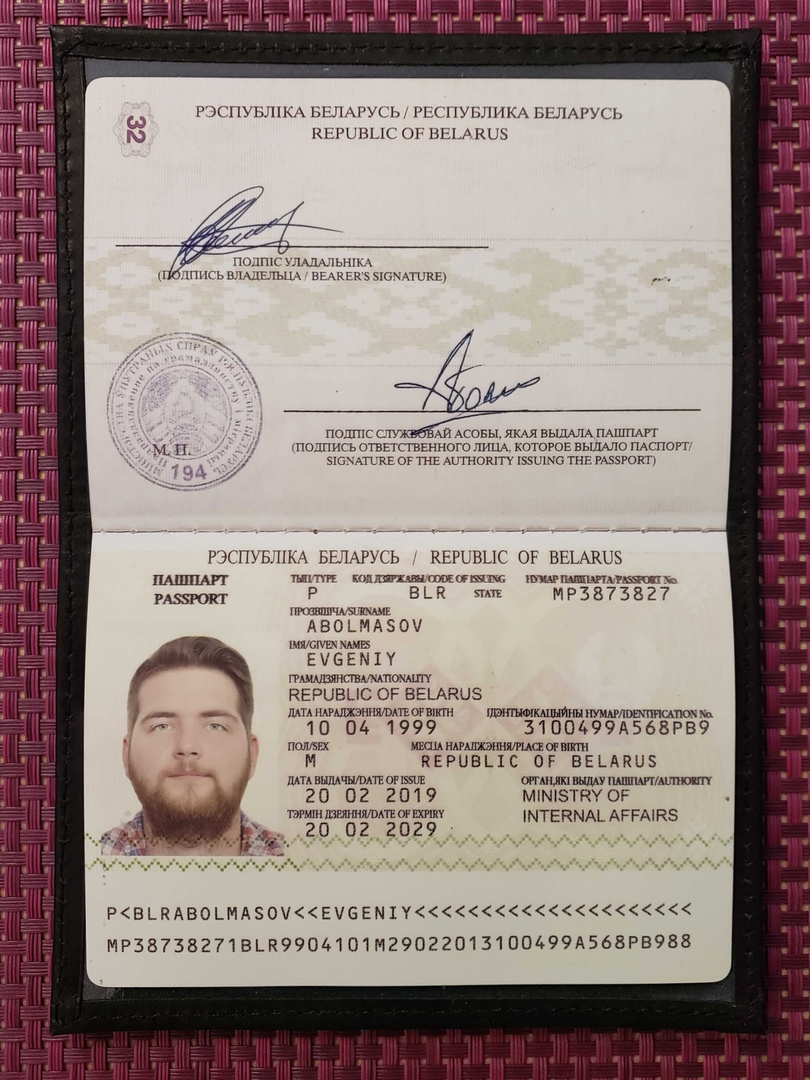 32
РЭСПУБЛІКА БЕЛАРУСЬ / РЕСПУБЛИКА БЕЛАРУСЬ
REPUBLIC OF BELARUS
ПОДПІС УЛАДАЛЬНІКА
(ПОДПИСЬ ВЛАДЕЛЬЦА / BEARER'S SIGNATURE)
УНУТРАНЫХ СПРАЎ
М. П.
194
ПОДПІС СЛУЖБОВАЙ АСОБЫ, ЯКАЯ ВЫДАЛА ПАШПАРТ
(ПОДПИСЬ ОТВЕТСТВЕННОГО ЛИЦА, КОТОРОЕ ВЫДАЛО ПАСПОРТ/
SIGNATURE OF THE AUTHORITY ISSUING THE PASSPORT)
РЭСПУБЛІКА БЕЛАРУСЬ / REPUBLIC OF BELARUS
ПАШПАРТ
PASSPORT
ТЫП/TYPE КОД ДЗЯРЖАВЫ/CODE OF ISSUING STATE НУМАР ПАШПАРТА/PASSPORT No.
P BLR MP3873827
ПРОЗВІШЧА/SURNAME
ABOLMASOV
ІМЯ/GIVEN NAMES
EVGENIY
ГРАМАДЗЯНСТВА/NATIONALITY
REPUBLIC OF BELARUS
ДАТА НАРАДЖЭННЯ/DATE OF BIRTH ІДЭНТЫФІКАЦЫЙНЫ НУМАР/IDENTIFICATION No.
10 04 1999 3100499A568PB9
ПОЛ/SEX МЕСЦА НАРАДЖЭННЯ/PLACE OF BIRTH
M REPUBLIC OF BELARUS
ДАТА ВЫДАЧЫ/DATE OF ISSUE ОРГАН,ЯКІ ВЫДАУ ПАШПАРТ/AUTHORITY
20 02 2019 MINISTRY OF
ТЭРМІН ДЗЕЯННЯ/DATE OF EXPIRY INTERNAL AFFAIRS
20 02 2029
P<BLRABOLMASOV<<EVGENIY<<<<<<<<<<<<<<<<<<<<<
MP38738271BLR9904101M29022013100499A568PB988